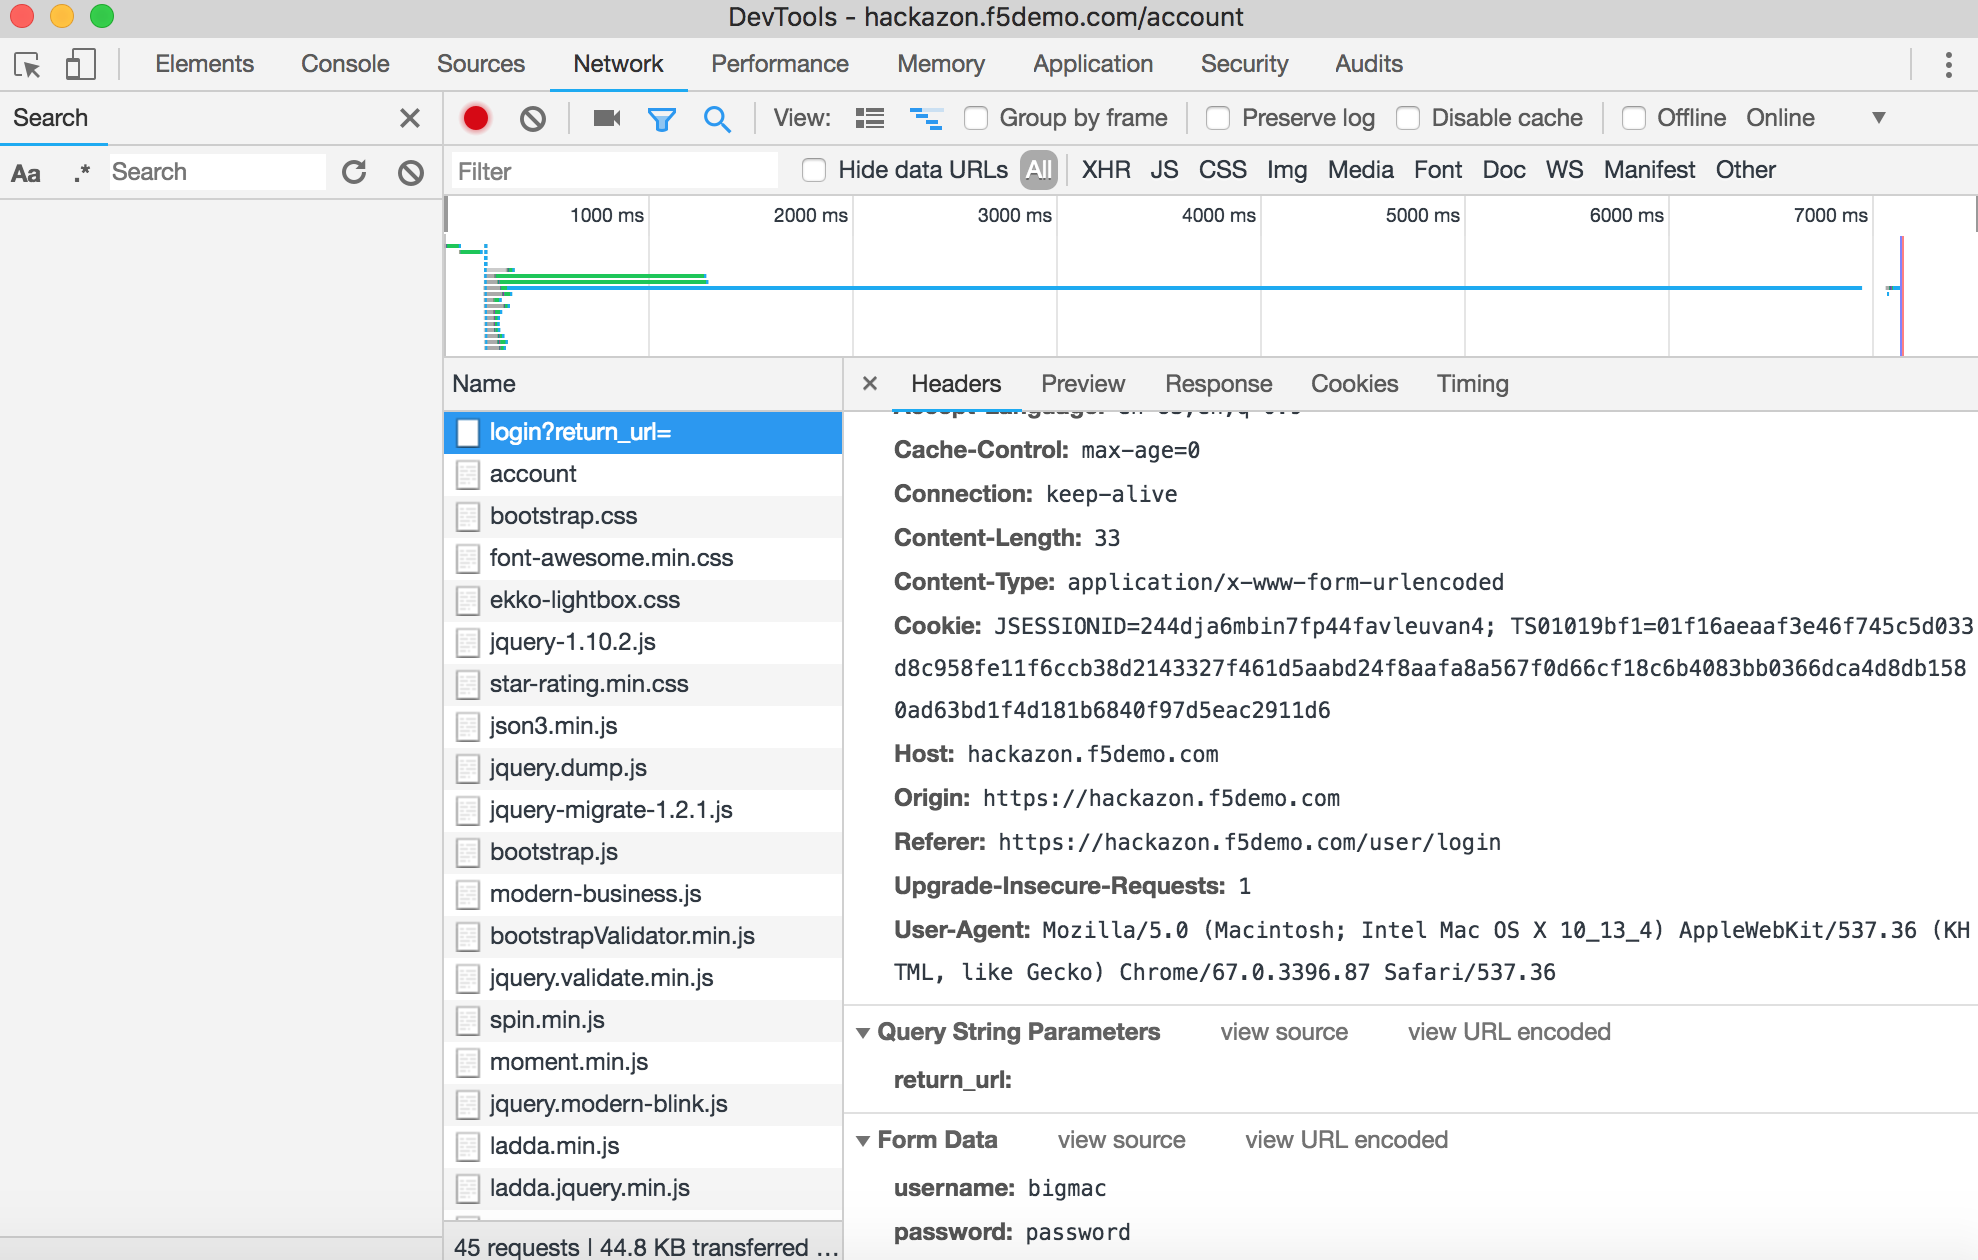 DevTools - hackazon.f5demo.com/account
Elements Console Sources Network Performance Memory Application Security Audits
Search
View: Group by frame Preserve log Disable cache Offline Online
Aa .* Search
Filter Hide data URLs All XHR JS CSS Img Media Font Doc WS Manifest Other
1000 ms 2000 ms 3000 ms 4000 ms 5000 ms 6000 ms 7000 ms
Name
login?return_url=
account
bootstrap.css
font-awesome.min.css
ekko-lightbox.css
jquery-1.10.2.js
star-rating.min.css
json3.min.js
jquery.dump.js
jquery-migrate-1.2.1.js
bootstrap.js
modern-business.js
bootstrapValidator.min.js
jquery.validate.min.js
spin.min.js
moment.min.js
jquery.modern-blink.js
ladda.min.js
ladda.jquery.min.js
45 requests | 44.8 KB transferred ...
Headers Preview Response Cookies Timing
Cache-Control: max-age=0
Connection: keep-alive
Content-Length: 33
Content-Type: application/x-www-form-urlencoded
Cookie: JSESSIONID=244dja6mbin7fp44favleuvan4; TS01019bf1=01f16aeaaf3e46f745c5d033
d8c958fe11f6ccb38d2143327f461d5aabd24f8aafa8a567f0d66cf18c6b4083bb0366dca4d8db158
0ad63bd1f4d181b6840f97d5eac2911d6
Host: hackazon.f5demo.com
Origin: https://hackazon.f5demo.com
Referer: https://hackazon.f5demo.com/user/login
Upgrade-Insecure-Requests: 1
User-Agent: Mozilla/5.0 (Macintosh; Intel Mac OS X 10_13_4) AppleWebKit/537.36 (KH
TML, like Gecko) Chrome/67.0.3396.87 Safari/537.36
Query String Parameters view source view URL encoded
return_url:
Form Data view source view URL encoded
username: bigmac
password: password